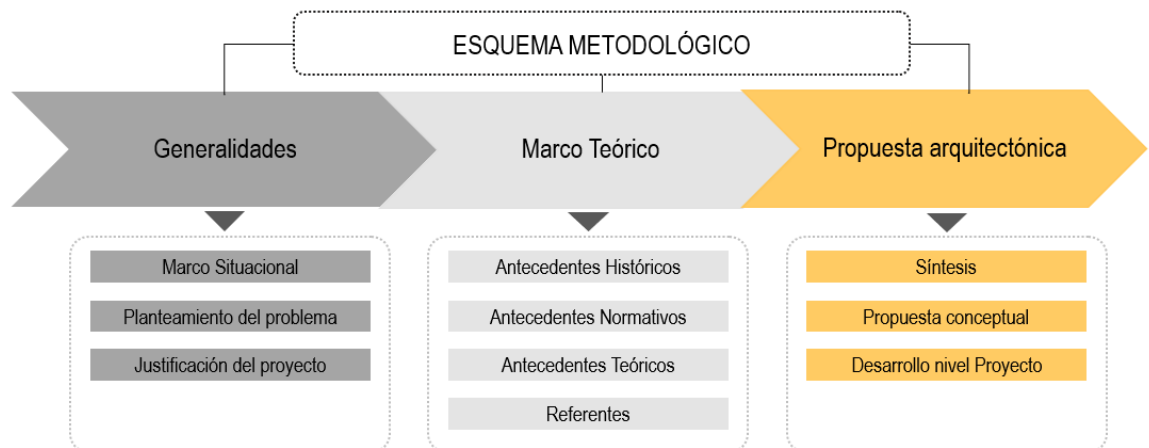 ESQUEMA METODOLÓGICO
Generalidades
Marco Teórico
Propuesta arquitectónica
Marco Situacional
Planteamiento del problema
Justificación del proyecto
Antecedentes Históricos
Antecedentes Normativos
Antecedentes Teóricos
Referentes
Síntesis
Propuesta conceptual
Desarrollo nivel Proyecto